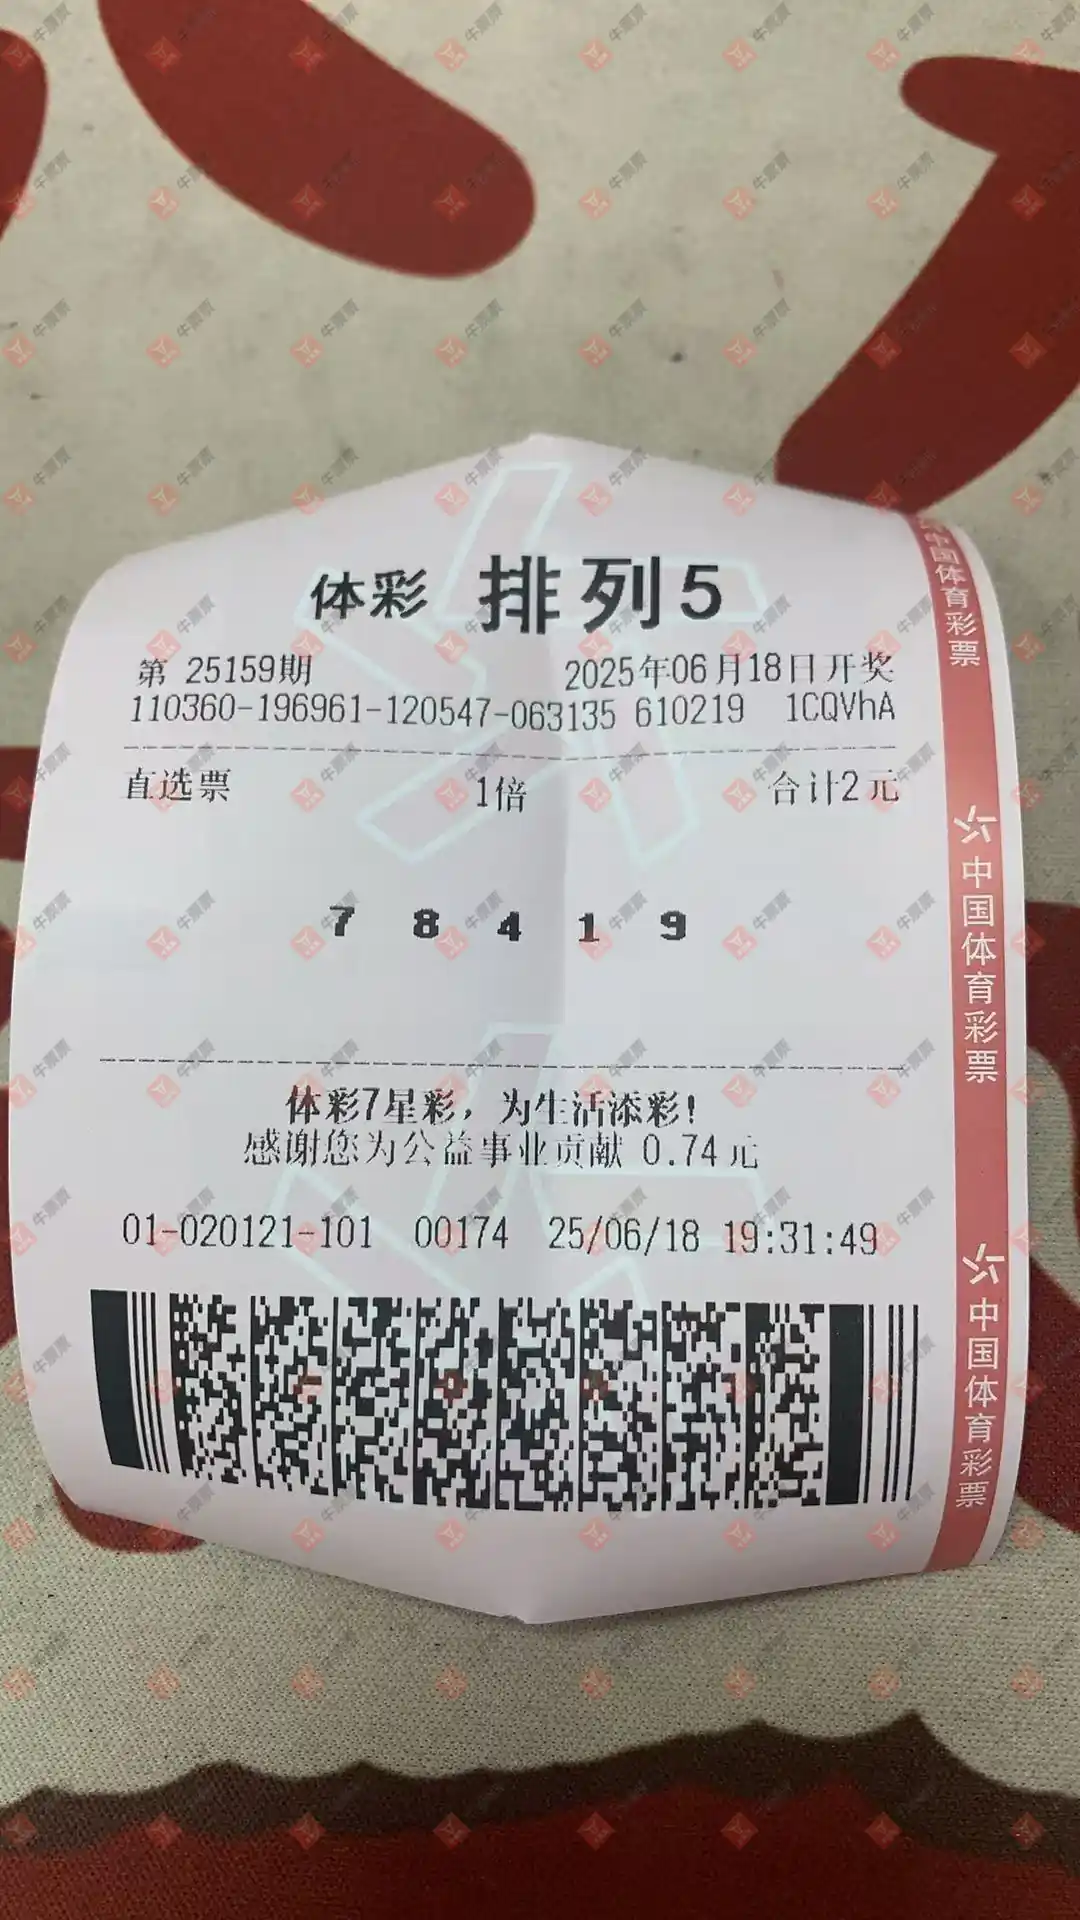 体彩 排列5
第 25159期 2025年06月18日开奖
110360-196961-120547-063135 610219 1CQVhA
直选票 1倍 合计2元
7 8 4 1 9
体彩7星彩，为生活添彩！
感谢您为公益事业贡献 0.74元
01-020121-101 00174 25/06/18 19:31:49
中国体育彩票
中国体育彩票
中国体育彩票
牛票票